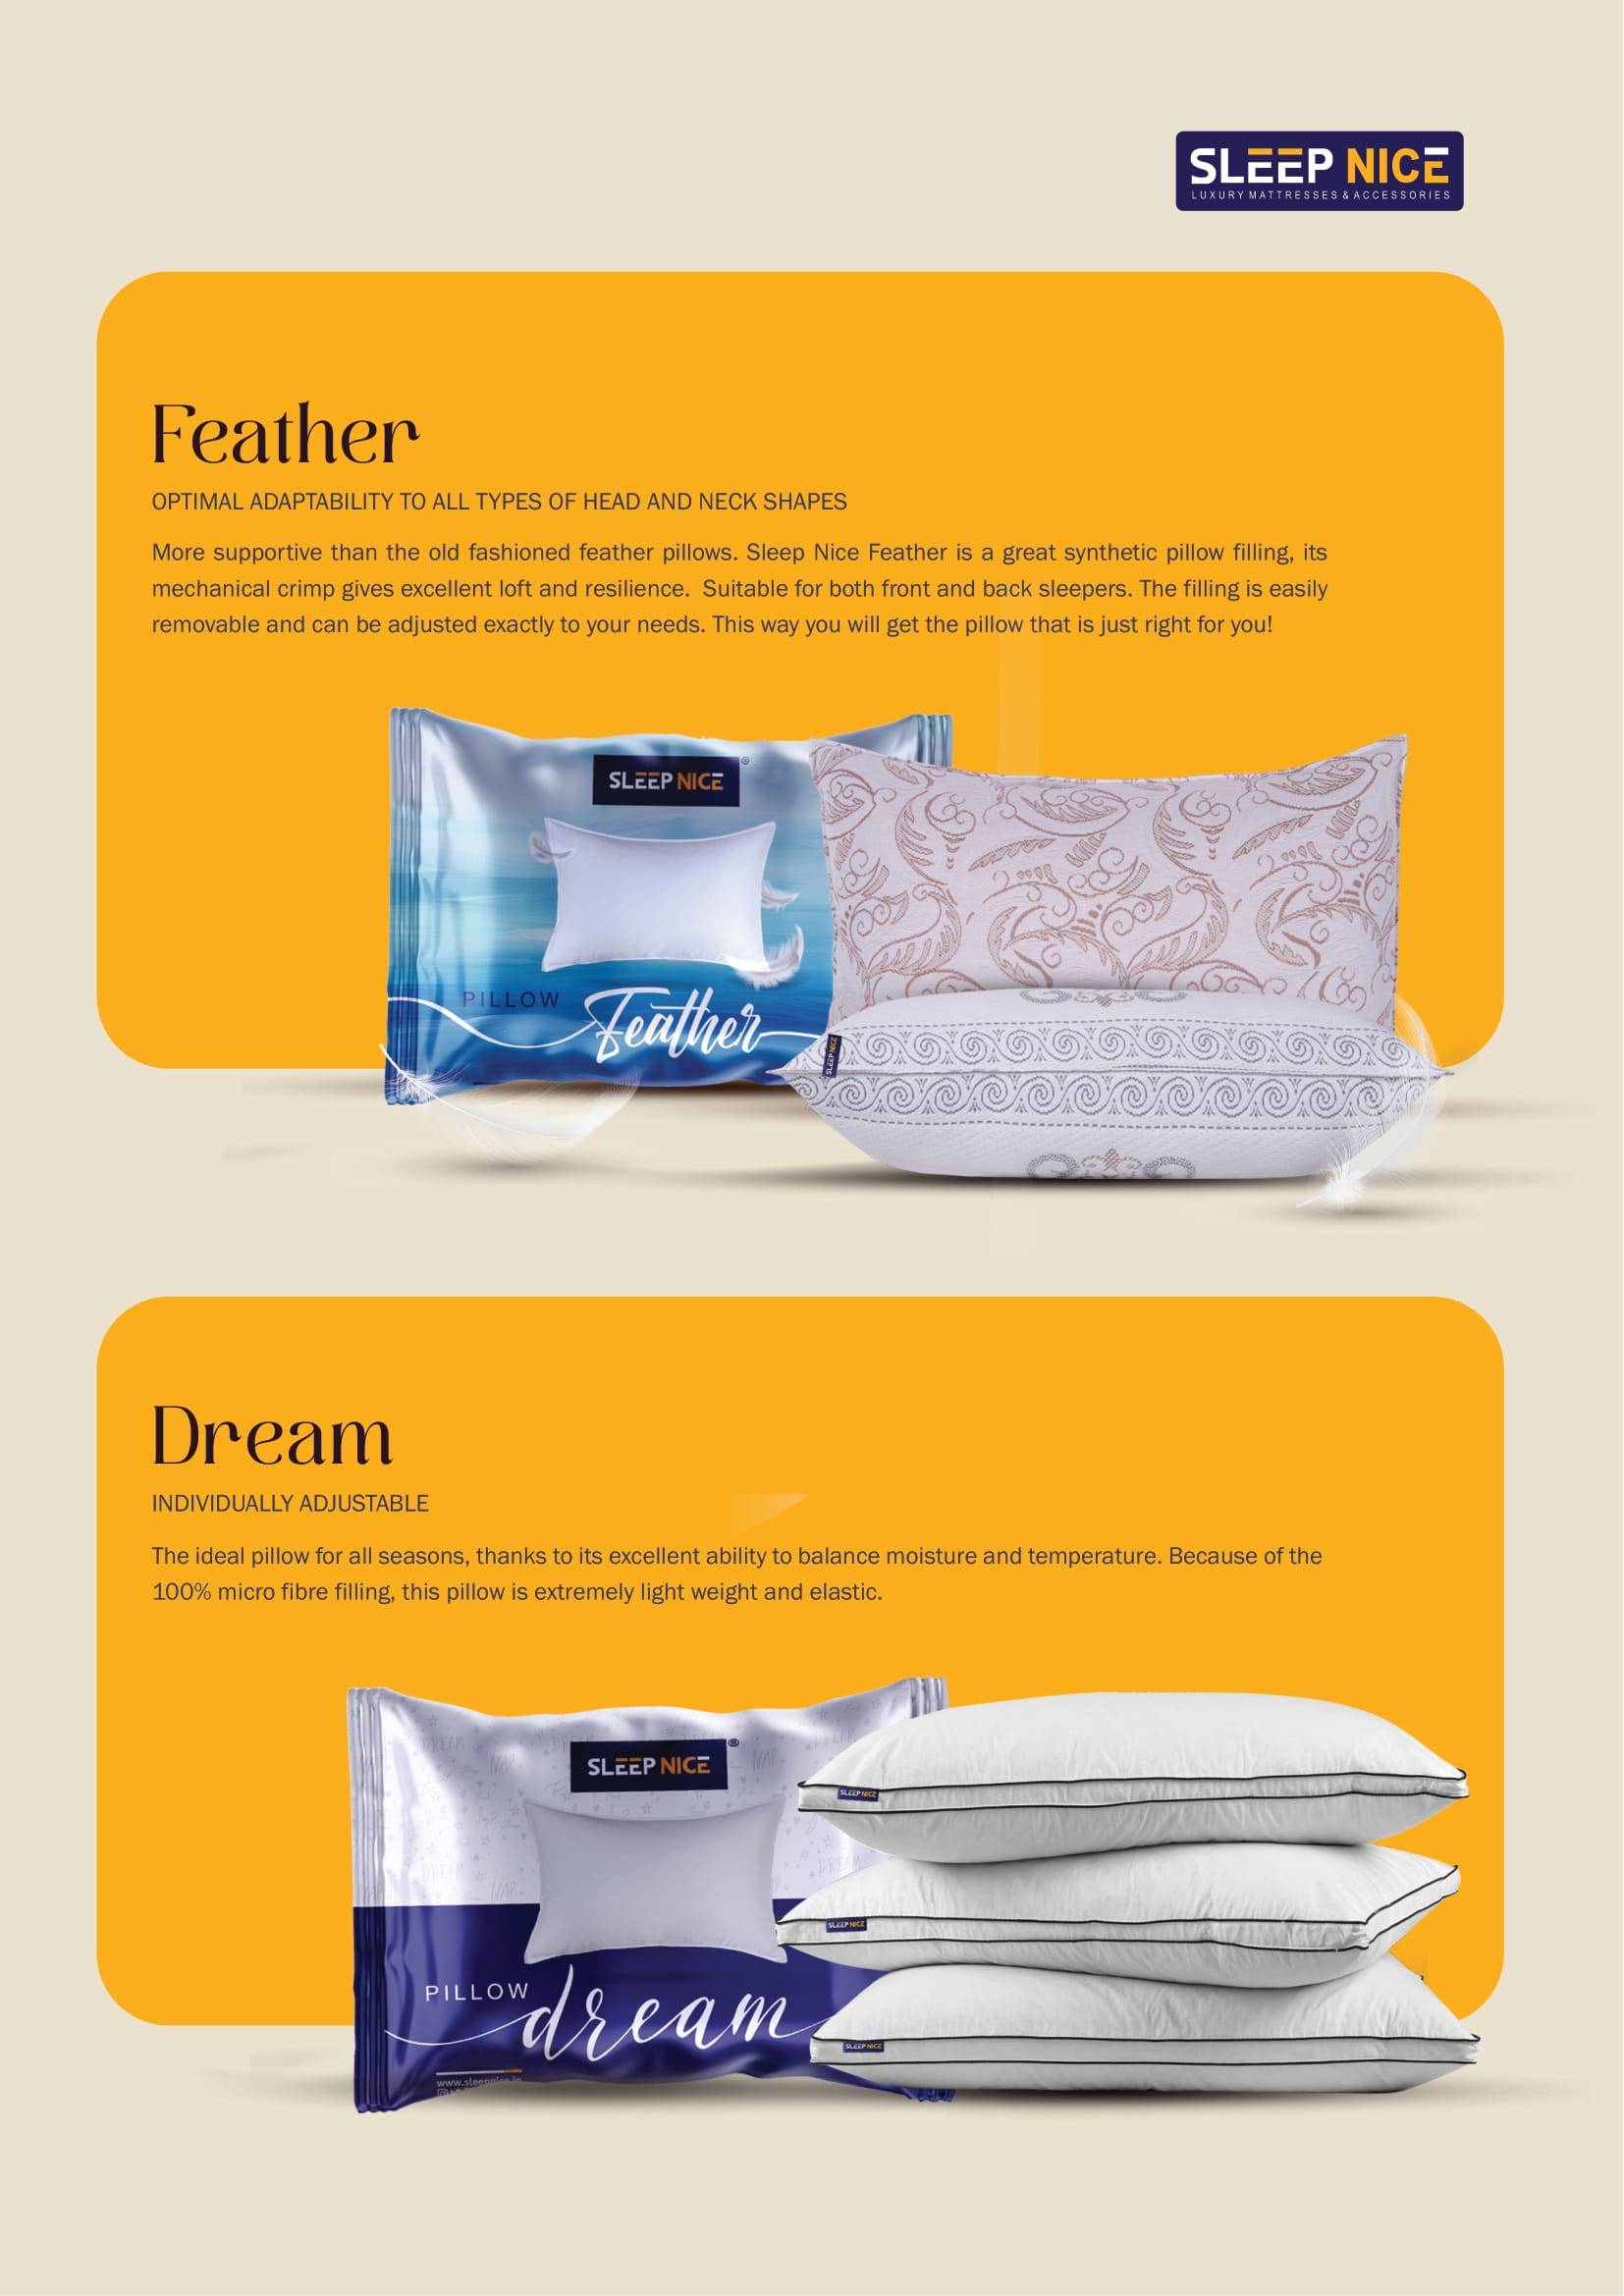 SLEEP NICE
LUXURY MATTRESSES & ACCESSORIES
Feather
OPTIMAL ADAPTABILITY TO ALL TYPES OF HEAD AND NECK SHAPES
More supportive than the old fashioned feather pillows. Sleep Nice Feather is a great synthetic pillow filling, its
mechanical crimp gives excellent loft and resilience. Suitable for both front and back sleepers. The filling is easily
removable and can be adjusted exactly to your needs. This way you will get the pillow that is just right for you!
SLEEP NICE ®
PILLOW Feather
SLEEP NICE
Dream
INDIVIDUALLY ADJUSTABLE
The ideal pillow for all seasons, thanks to its excellent ability to balance moisture and temperature. Because of the
100% micro fibre filling, this pillow is extremely light weight and elastic.
DREAM
NAP
SLEEP NICE ®
DREAM
NAP
DREAM
PILLOW dream
www.sleepnice.in
SLEEP NICE
SLEEP NICE
SLEEP NICE